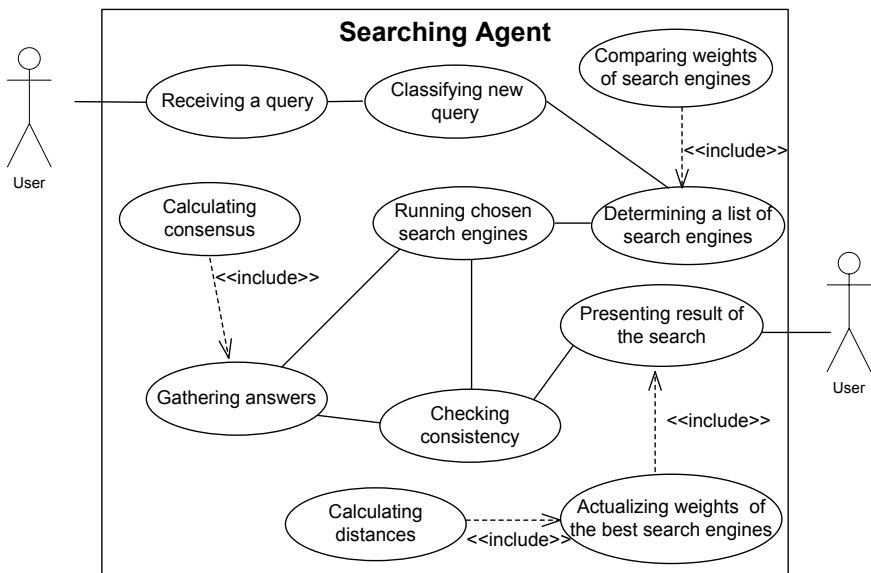 Searching Agent
Comparing weights
of search engines
Receiving a query
Classifying new
query
<<include>>
User
Calculating
consensus
Running chosen
search engines
Determining a list of
search engines
<<include>>
Presenting result of
the search
User
Gathering answers
Checking
consistency
<<include>>
Calculating
distances
<<include>>
Actualizing weights of
the best search engines